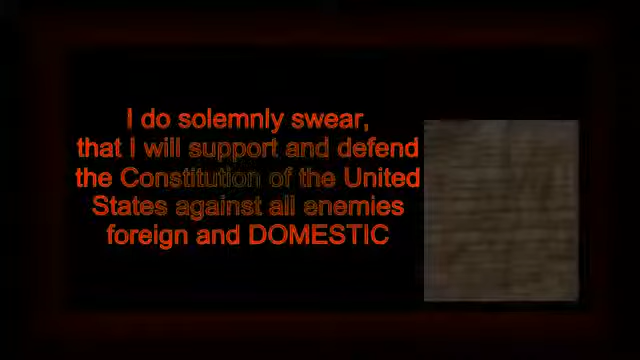 I do solemnly swear,
that I will support and defend
the Constitution of the United
States against all enemies
foreign and DOMESTIC